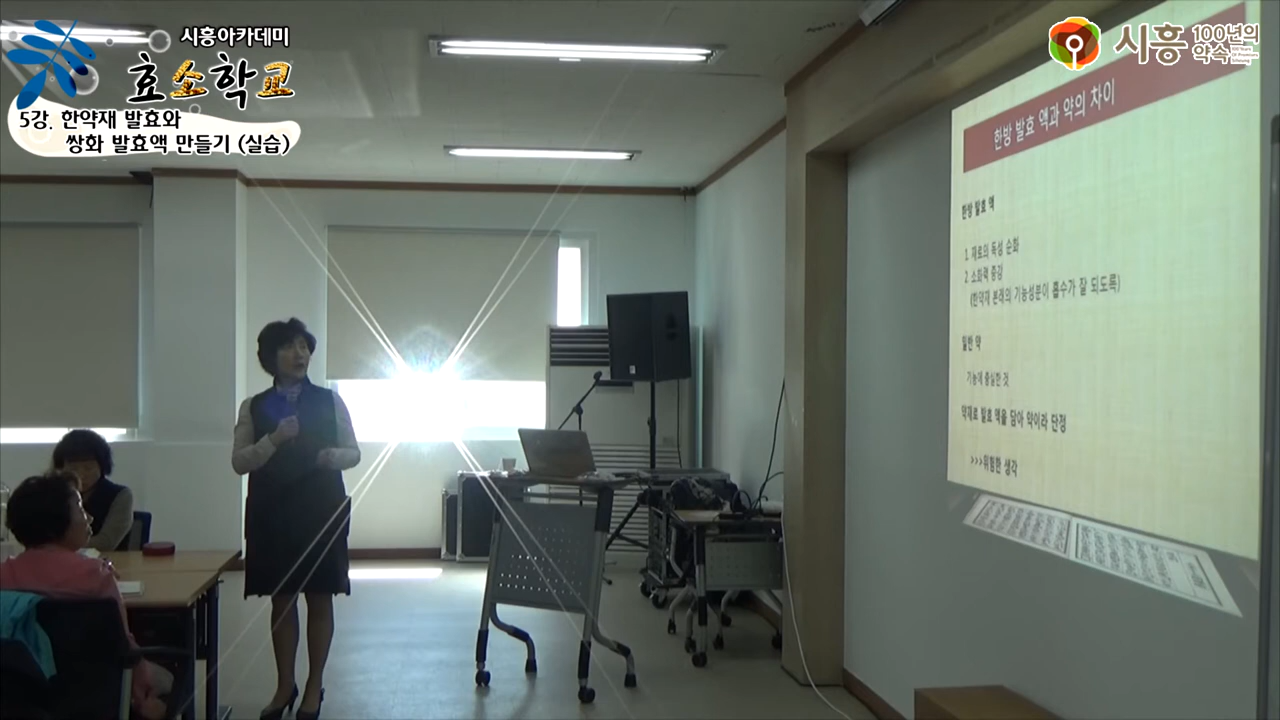 시흥아카데미
효소학교
5강. 한약재 발효와
쌍화 발효액 만들기 (실습)
시흥 100년의 약속
한방 발효 액과 약의 차이
한방 발효 액
1. 재료의 독성 순화
2. 소화력 증강
(한약재 본래의 기능성분이 흡수가 잘 되도록)
일반 약
기능에 충실한 것
약재로 발효 액을 담아 약이라 단정
>>>위험한 생각